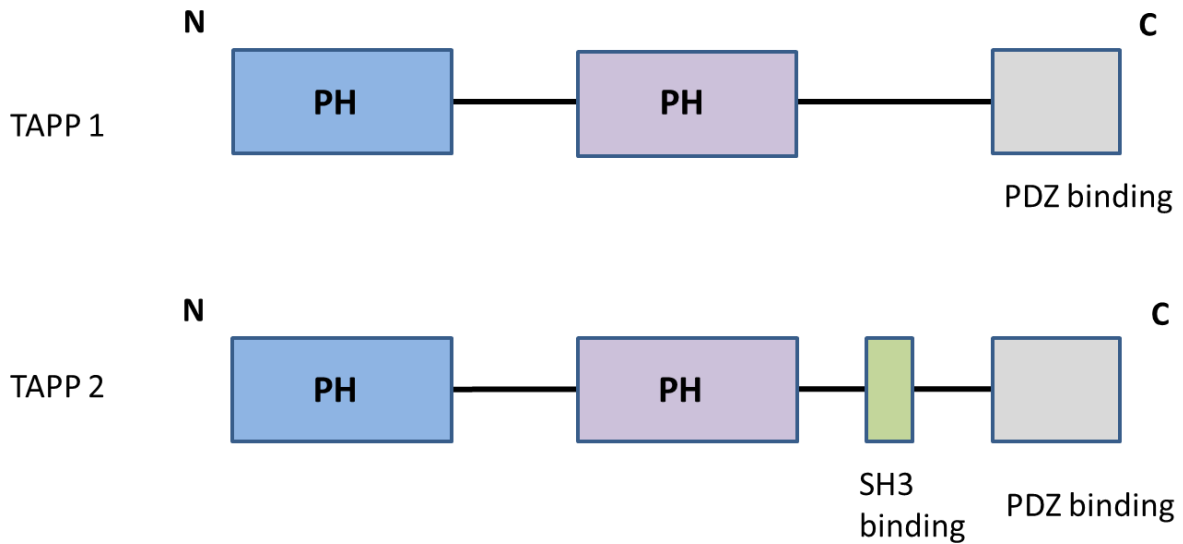 N
C
PH
PH
TAPP 1
PDZ binding
N
C
PH
PH
TAPP 2
SH3
binding
PDZ binding